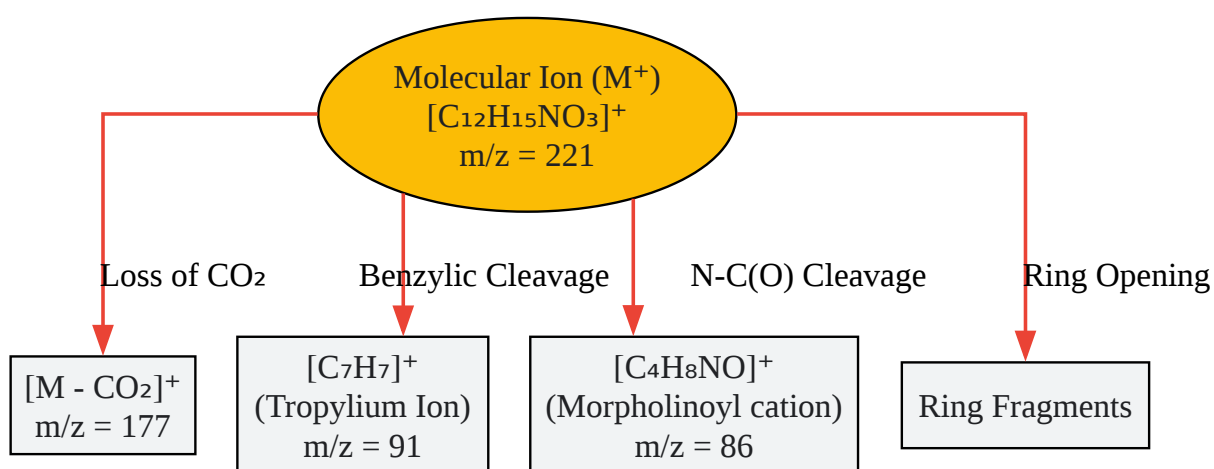 Molecular Ion (M⁺)
[C₁₂H₁₅NO₃]⁺
m/z = 221
Loss of CO₂
Benzylic Cleavage
N-C(O) Cleavage
Ring Opening
[M - CO₂]⁺
m/z = 177
[C₇H₇]⁺
(Tropylium Ion)
m/z = 91
[C₄H₈NO]⁺
(Morpholinoyl cation)
m/z = 86
Ring Fragments